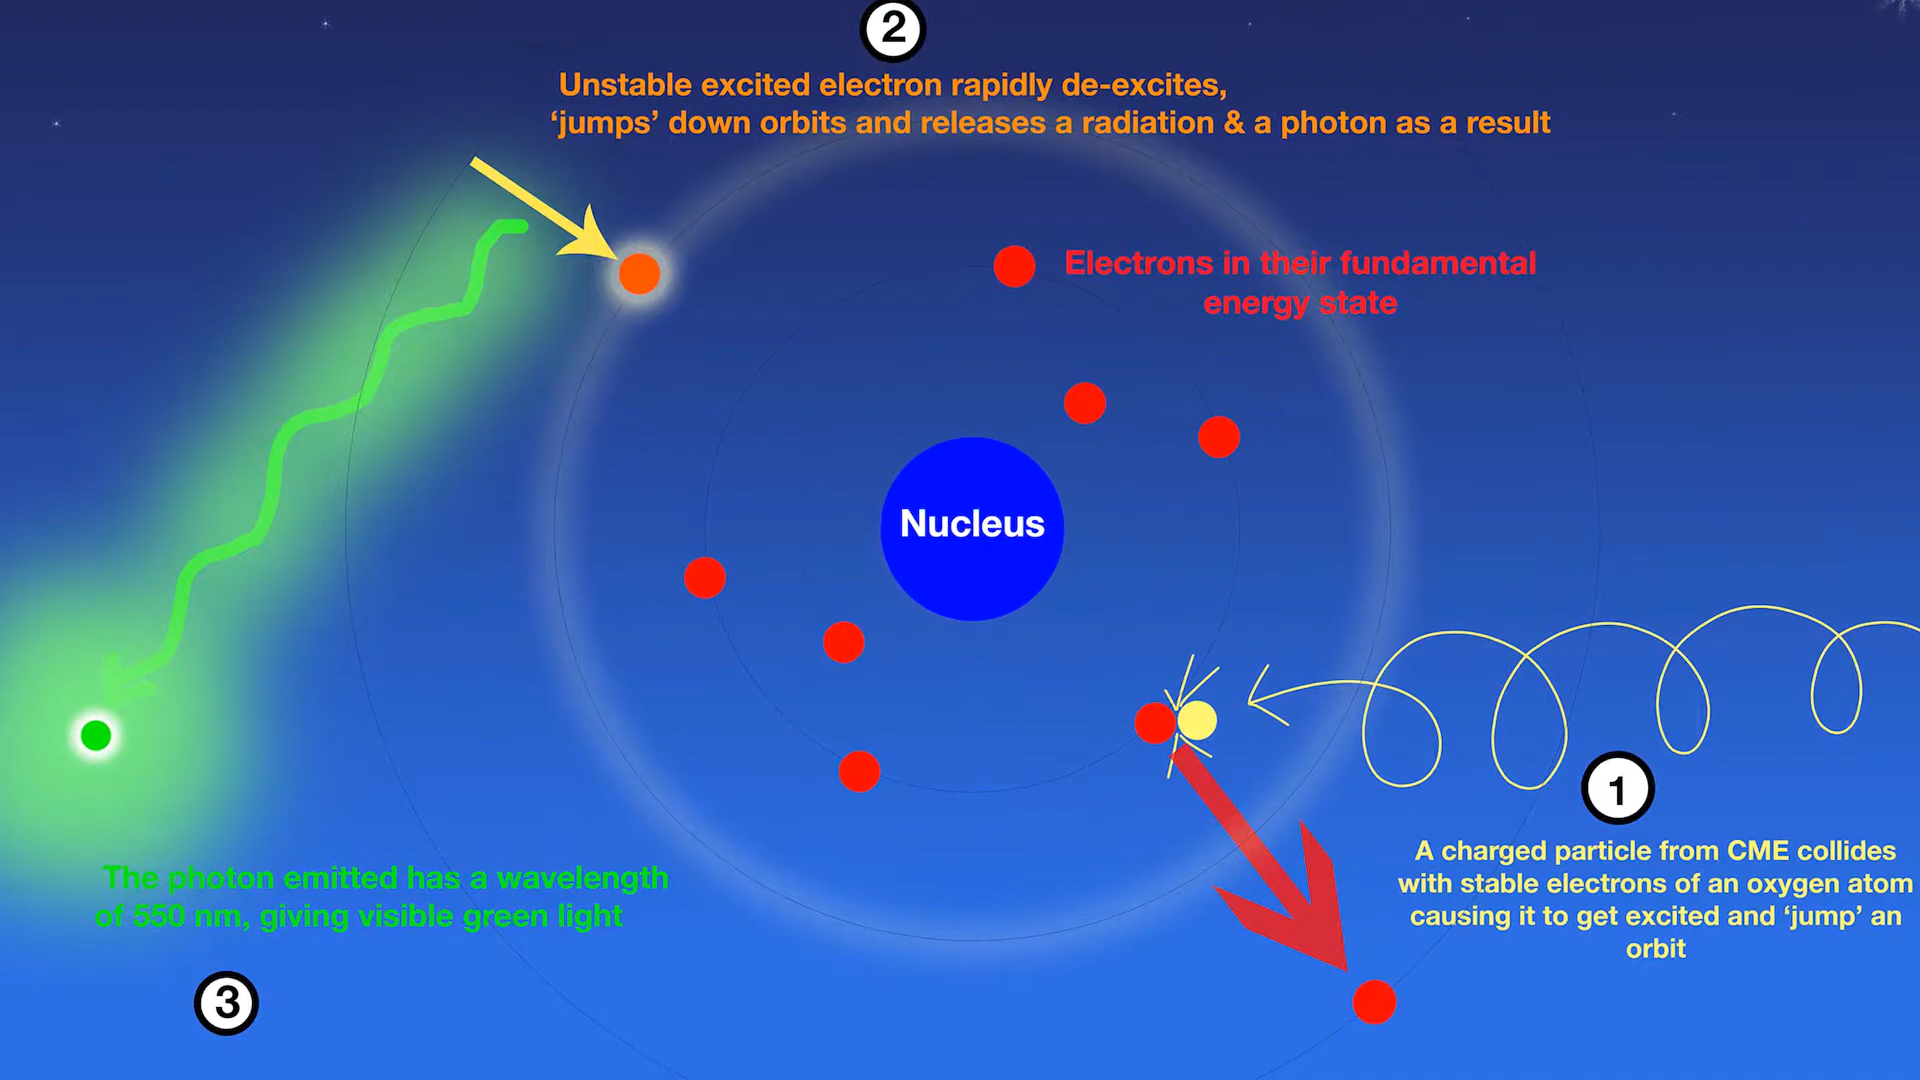 2
Unstable excited electron rapidly de-excites,
‘jumps’ down orbits and releases a radiation & a photon as a result
Electrons in their fundamental
energy state
Nucleus
1
A charged particle from CME collides
with stable electrons of an oxygen atom
causing it to get excited and ‘jump’ an
orbit
The photon emitted has a wavelength
of 550 nm, giving visible green light
3